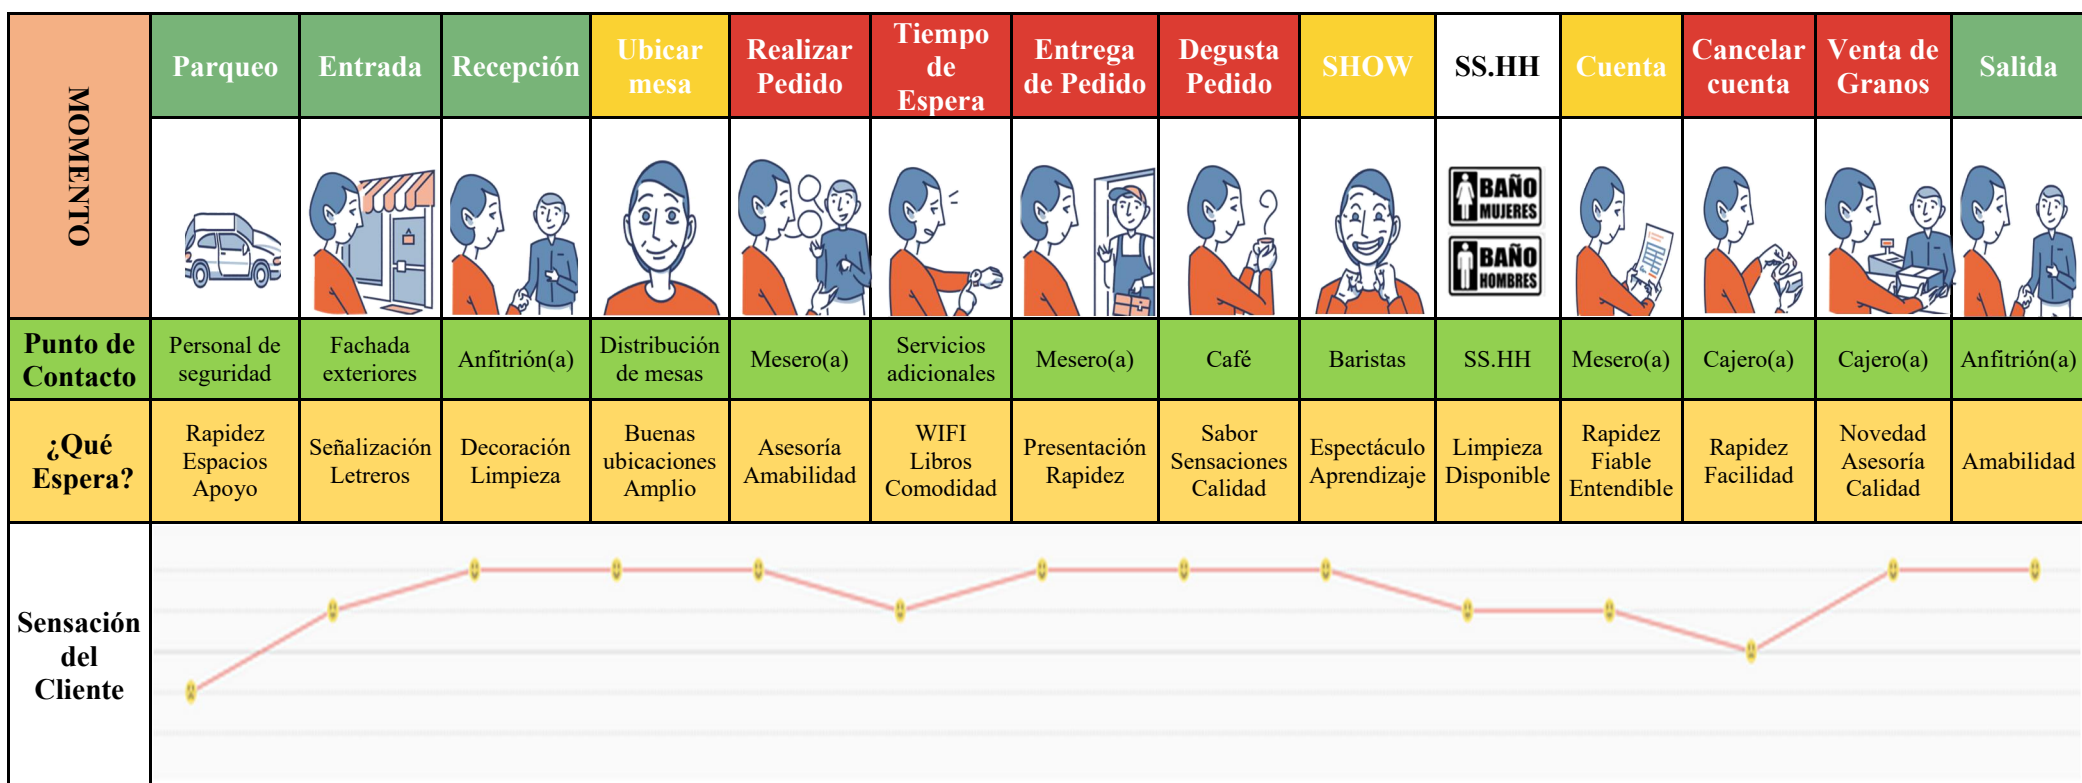 MOMENTO
Parqueo
Entrada
Recepción
Ubicar
mesa
Realizar
Pedido
Tiempo
de
Espera
Entrega
de Pedido
Degusta
Pedido
SHOW
SS.HH
Cuenta
Cancelar
cuenta
Venta de
Granos
Salida
BAÑO
MUJERES
BAÑO
HOMBRES
Punto de
Contacto
Personal de
seguridad
Fachada
exteriores
Anfitrión(a)
Distribución
de mesas
Mesero(a)
Servicios
adicionales
Mesero(a)
Café
Baristas
SS.HH
Mesero(a)
Cajero(a)
Cajero(a)
Anfitrión(a)
¿Qué
Espera?
Rapidez
Espacios
Apoyo
Señalización
Letreros
Decoración
Limpieza
Buenas
ubicaciones
Amplio
Asesoría
Amabilidad
WIFI
Libros
Comodidad
Presentación
Rapidez
Sabor
Sensaciones
Calidad
Espectáculo
Aprendizaje
Limpieza
Disponible
Rapidez
Fiable
Entendible
Rapidez
Facilidad
Novedad
Asesoría
Calidad
Amabilidad
Sensación
del
Cliente